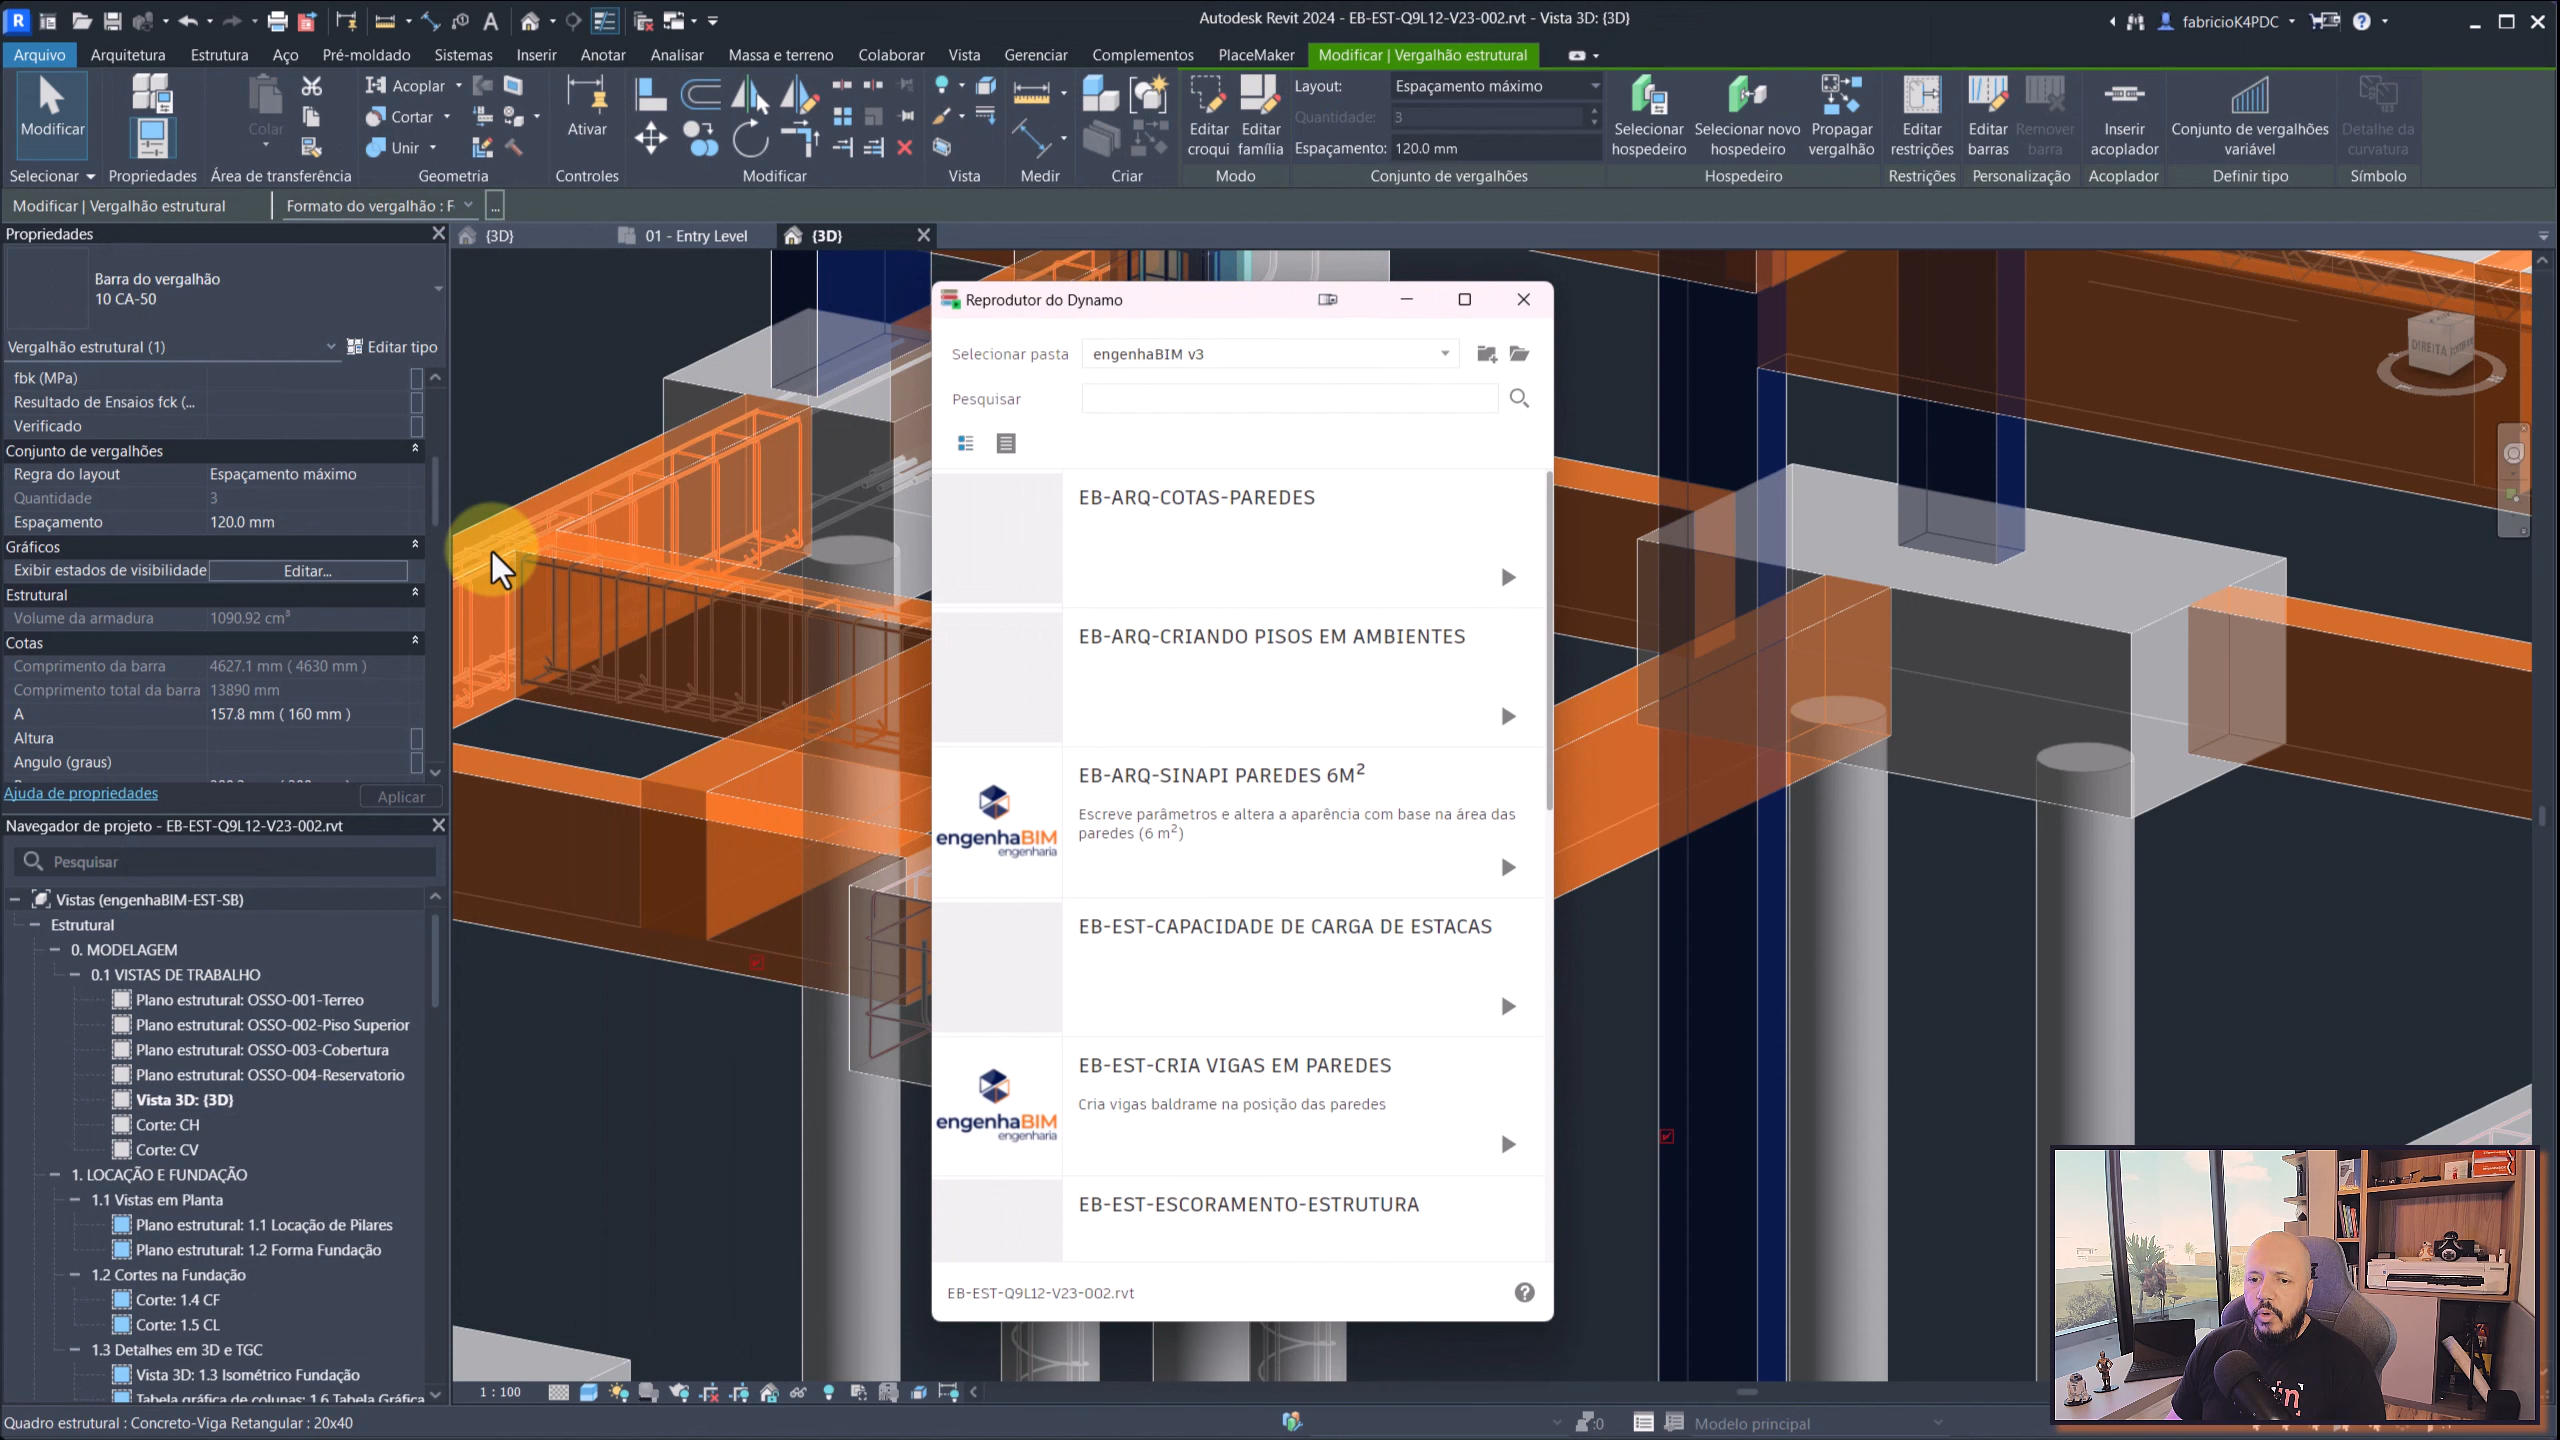 Autodesk Revit 2024 - EB-EST-Q9L12-V23-002.rvt - Vista 3D: {3D}
fabricioK4PDC
Arquivo Arquitetura Estrutura Aço Pré-moldado Sistemas Inserir Anotar Analisar Massa e terreno Colaborar Vista Gerenciar Complementos PlaceMaker Modificar | Vergalhão estrutural
Modificar
Colar
Acoplar
Cortar
Unir
Ativar
Editar croqui
Editar família
Layout: Espaçamento máximo
Quantidade: 3
Espaçamento: 120.0 mm
Selecionar hospedeiro
Selecionar novo hospedeiro
Propagar vergalhão
Editar restrições
Editar barras
Remover barra
Inserir acoplador
Conjunto de vergalhões variável
Detalhe da curvatura
Selecionar Propriedades Área de transferência Geometria Controles Modificar Vista Medir Criar Modo Conjunto de vergalhões Hospedeiro Restrições Personalização Acoplador Definir tipo Símbolo
Modificar | Vergalhão estrutural
Formato do vergalhão : F
...
Propriedades
{3D}
01 - Entry Level
{3D}
Barra do vergalhão
10 CA-50
Vergalhão estrutural (1)
Editar tipo
fbk (MPa)
Resultado de Ensaios fck (...
Verificado
Conjunto de vergalhões
Regra do layout Espaçamento máximo
Quantidade 3
Espaçamento 120.0 mm
Gráficos
Exibir estados de visibilidade Editar...
Estrutural
Volume da armadura 1090.92 cm³
Cotas
Comprimento da barra 4627.1 mm ( 4630 mm )
Comprimento total da barra 13890 mm
A 157.8 mm ( 160 mm )
Altura
Angulo (graus)
Ajuda de propriedades
Aplicar
Navegador de projeto - EB-EST-Q9L12-V23-002.rvt
Pesquisar
Vistas (engenhaBIM-EST-SB)
Estrutural
0. MODELAGEM
0.1 VISTAS DE TRABALHO
Plano estrutural: OSSO-001-Terreo
Plano estrutural: OSSO-002-Piso Superior
Plano estrutural: OSSO-003-Cobertura
Plano estrutural: OSSO-004-Reservatorio
Vista 3D: {3D}
Corte: CH
Corte: CV
1. LOCAÇÃO E FUNDAÇÃO
1.1 Vistas em Planta
Plano estrutural: 1.1 Locação de Pilares
Plano estrutural: 1.2 Forma Fundação
1.2 Cortes na Fundação
Corte: 1.4 CF
Corte: 1.5 CL
1.3 Detalhes em 3D e TGC
Vista 3D: 1.3 Isométrico Fundação
Tabela gráfica de colunas: 1.6 Tabela Gráfica
Reprodutor do Dynamo
Selecionar pasta
engenhaBIM v3
Pesquisar
EB-ARQ-COTAS-PAREDES
EB-ARQ-CRIANDO PISOS EM AMBIENTES
EB-ARQ-SINAPI PAREDES 6M²
Escreve parâmetros e altera a aparência com base na área das
paredes (6 m²)
engenhaBIM
engenharia
EB-EST-CAPACIDADE DE CARGA DE ESTACAS
EB-EST-CRIA VIGAS EM PAREDES
Cria vigas baldrame na posição das paredes
engenhaBIM
engenharia
EB-EST-ESCORAMENTO-ESTRUTURA
EB-EST-Q9L12-V23-002.rvt
DIREITA
1 : 100
Quadro estrutural : Concreto-Viga Retangular : 20x40
:0
Modelo principal